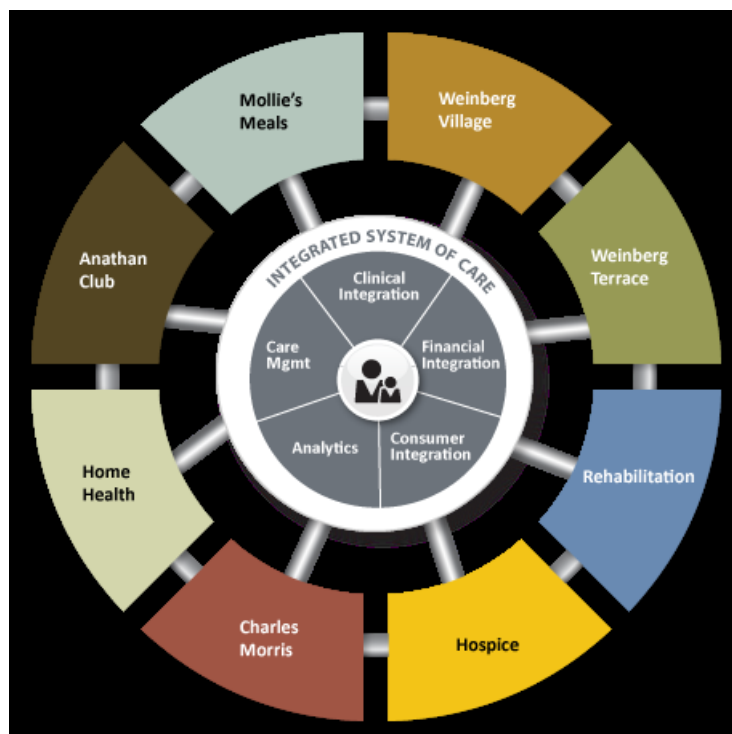 Mollie's
Meals
Weinberg
Village
Anathan
Club
Weinberg
Terrace
INTEGRATED SYSTEM OF CARE
Clinical
Integration
Care
Mgmt
Financial
Integration
Analytics
Consumer
Integration
Home
Health
Rehabilitation
Charles
Morris
Hospice